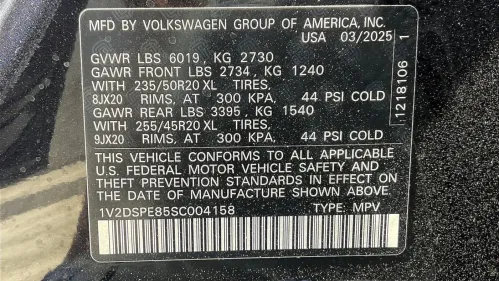 MFD BY VOLKSWAGEN GROUP OF AMERICA, INC.
USA 03/2025
GVWR LBS 6019, KG 2730
GAWR FRONT LBS 2734, KG 1240
WITH 235/50R20 XL TIRES,
8JX20 RIMS, AT 300 KPA, 44 PSI COLD
GAWR REAR LBS 3395, KG 1540
WITH 255/45R20 XL TIRES,
9JX20 RIMS, AT 300 KPA, 44 PSI COLD
THIS VEHICLE CONFORMS TO ALL APPLICABLE
U.S. FEDERAL MOTOR VEHICLE SAFETY AND
THEFT PREVENTION STANDARDS IN EFFECT ON THE
DATE OF MANUFACTURE SHOWN ABOVE.
1V2DSPE85SC004158 TYPE: MPV
1218106 1